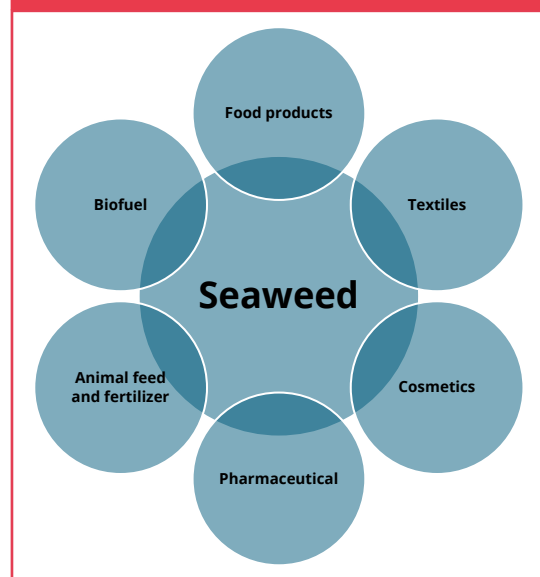 Food products
Biofuel
Textiles
Seaweed
Animal feed
and fertilizer
Cosmetics
Pharmaceutical